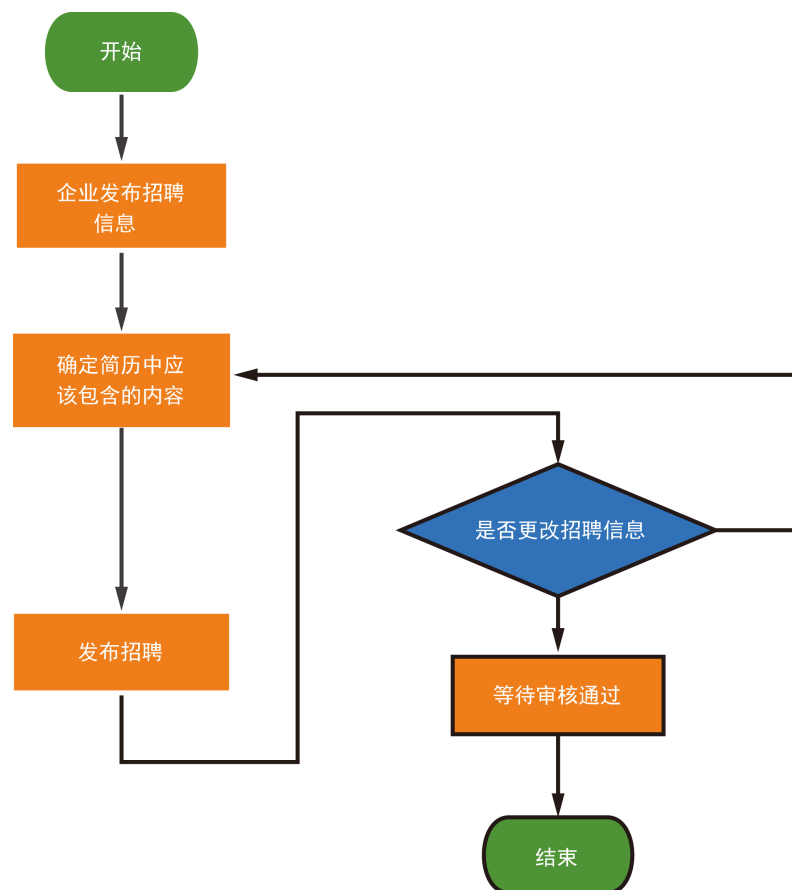 开始
企业发布招聘
信息
确定简历中应
该包含的内容
发布招聘
是否更改招聘信息
等待审核通过
结束